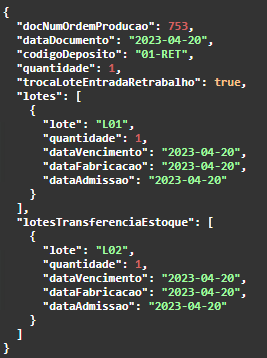 {
  "docNumOrdemProducao": 753,
  "dataDocumento": "2023-04-20",
  "codigoDeposito": "01-RET",
  "quantidade": 1,
  "trocaLoteEntradaRetrabalho": true,
  "lotes": [
    {
      "lote": "L01",
      "quantidade": 1,
      "dataVencimento": "2023-04-20",
      "dataFabricacao": "2023-04-20",
      "dataAdmissao": "2023-04-20"
    }
  ],
  "lotesTransferenciaEstoque": [
    {
      "lote": "L02",
      "quantidade": 1,
      "dataVencimento": "2023-04-20",
      "dataFabricacao": "2023-04-20",
      "dataAdmissao": "2023-04-20"
    }
  ]
}